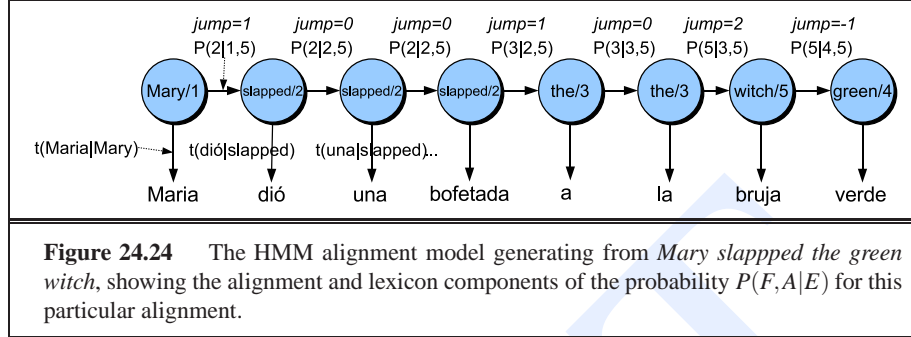 jump=1 jump=0 jump=0 jump=1 jump=0 jump=2 jump=-1
P(2|1,5) P(2|2,5) P(2|2,5) P(3|2,5) P(3|3,5) P(5|3,5) P(5|4,5)
Mary/1 slapped/2 slapped/2 slapped/2 the/3 the/3 witch/5 green/4
t(Maria|Mary) t(dió|slapped) t(una|slapped)...
Maria dió una bofetada a la bruja verde
Figure 24.24 The HMM alignment model generating from Mary slappped the green
witch, showing the alignment and lexicon components of the probability P(F,A|E) for this
particular alignment.